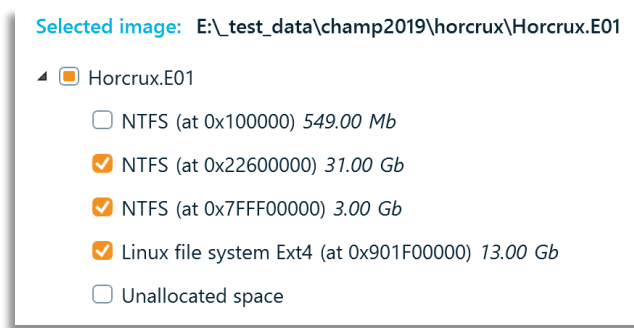 Selected image: E:\_test_data\champ2019\horcrux\Horcrux.E01
Horcrux.E01
NTFS (at 0x100000) 549.00 Mb
NTFS (at 0x22600000) 31.00 Gb
NTFS (at 0x7FFF00000) 3.00 Gb
Linux file system Ext4 (at 0x901F00000) 13.00 Gb
Unallocated space